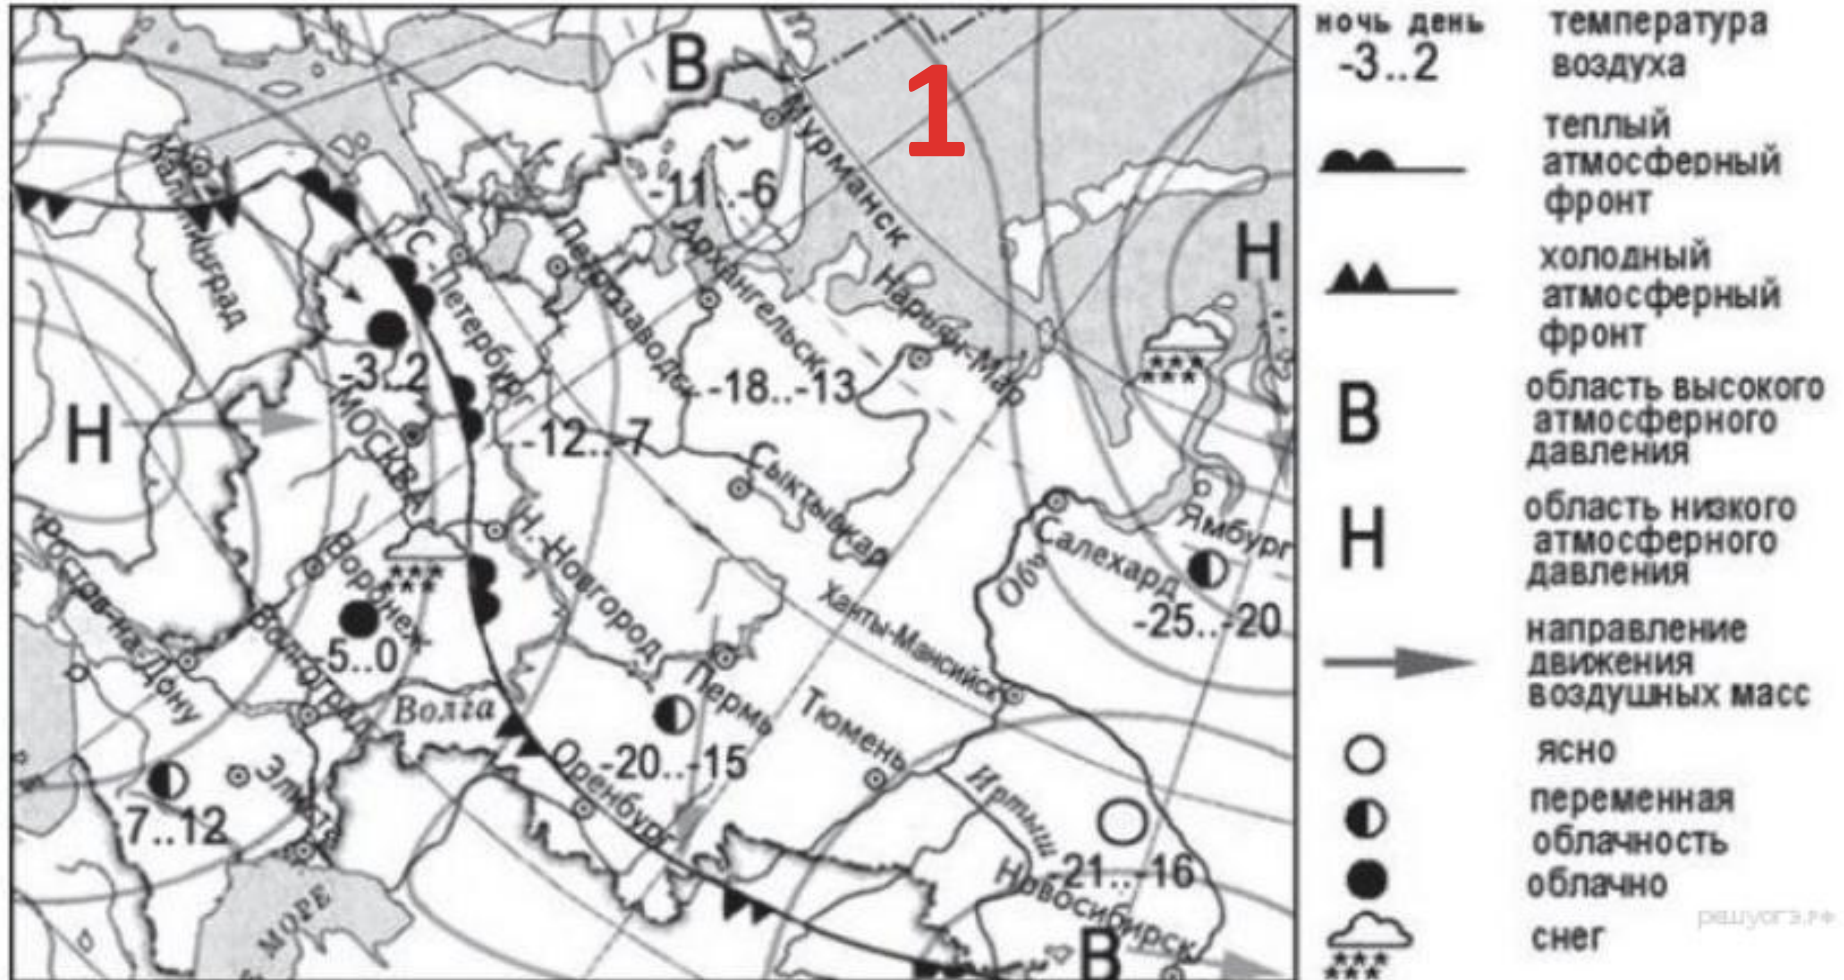 В
1
Мурманск
Калининград
-11..-6
С.-Петербург
Петрозаводск
Архангельск
Нарьян-Мар
Н
-3..2
-18..-13
МОСКВА
Н
-12..-7
Сыктывкар
Ямбург
Салехард
Обь
-25..-20
Ростов-на-Дону
Воронеж
Н.-Новгород
Ханты-Мансийск
-5..0
Волгоград
Волга
Пермь
Тюмень
-20..-15
Оренбург
Иртыш
7..12
Элиста
-21..-16
Новосибирск
МОРЕ
В
ночь день
-3..2
температура
воздуха
теплый
атмосферный
фронт
холодный
атмосферный
фронт
В
область высокого
атмосферного
давления
Н
область низкого
атмосферного
давления
направление
движения
воздушных масс
ясно
переменная
облачность
облачно
снег
решуогэ.рф